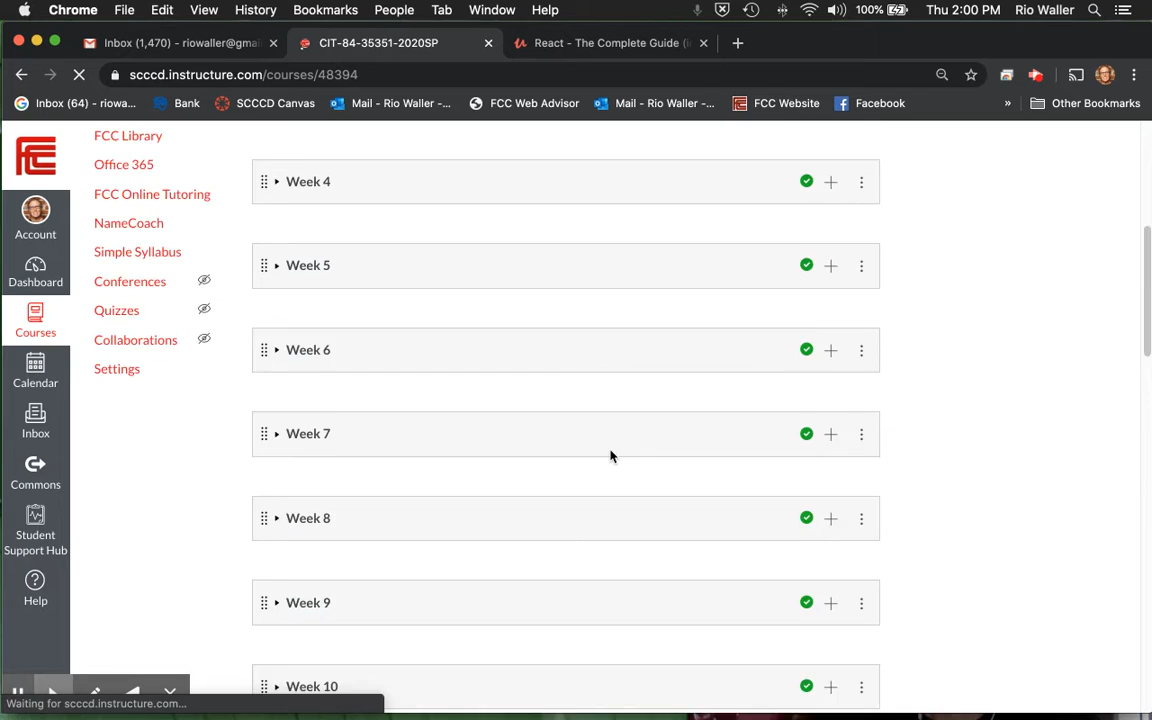 Chrome File Edit View History Bookmarks People Tab Window Help 100% Thu 2:00 PM Rio Waller
Inbox (1,470) - riowaller@gmai CIT-84-35351-2020SP React - The Complete Guide (i
scccd.instructure.com/courses/48394
Inbox (64) - riowa... Bank SCCCD Canvas Mail - Rio Waller -... FCC Web Advisor Mail - Rio Waller -... FCC Website Facebook » Other Bookmarks
FCC Library
Office 365
FCC Online Tutoring
NameCoach
Simple Syllabus
Conferences
Quizzes
Collaborations
Settings
Account
Dashboard
Courses
Calendar
Inbox
Commons
Student
Support Hub
Help
Week 4
Week 5
Week 6
Week 7
Week 8
Week 9
Week 10
Waiting for scccd.instructure.com...